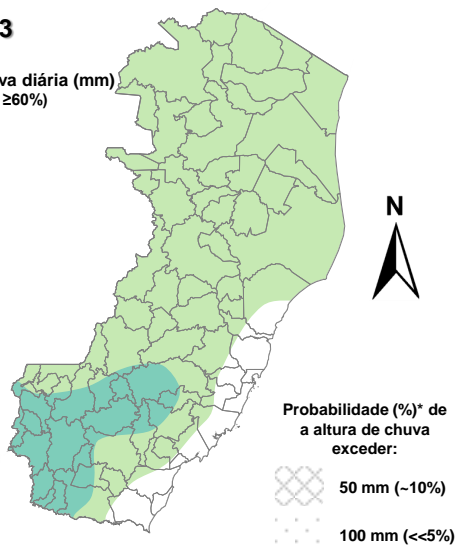 3
va diária (mm)
≥60%)
N
Probabilidade (%)* de
a altura de chuva
exceder:
50 mm (~10%)
100 mm (<<5%)